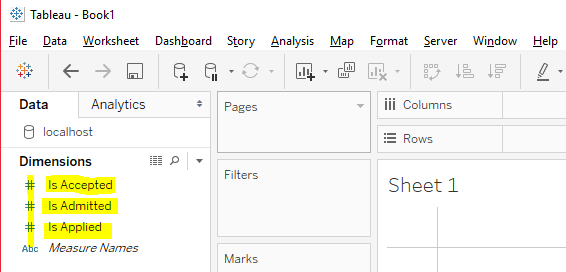 Tableau - Book1
File Data Worksheet Dashboard Story Analysis Map Format Server Window Help
Data Analytics
localhost
Dimensions
# Is Accepted
# Is Admitted
# Is Applied
Abc Measure Names
Pages
Filters
Marks
Columns
Rows
Sheet 1